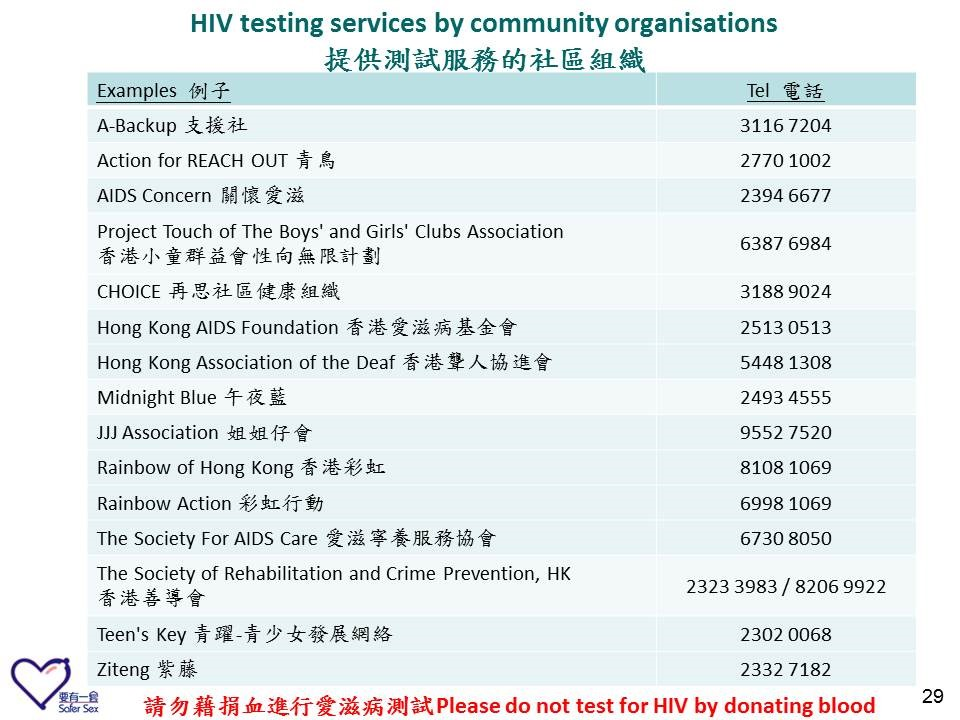 HIV testing services by community organisations
提供測試服務的社區組織
Examples 例子 Tel 電話
A-Backup 支援社 3116 7204
Action for REACH OUT 青鳥 2770 1002
AIDS Concern 關懷愛滋 2394 6677
Project Touch of The Boys' and Girls' Clubs Association
香港小童群益會性向無限計劃 6387 6984
CHOICE 再思社區健康組織 3188 9024
Hong Kong AIDS Foundation 香港愛滋病基金會 2513 0513
Hong Kong Association of the Deaf 香港聾人協進會 5448 1308
Midnight Blue 午夜藍 2493 4555
JJJ Association 姐姐仔會 9552 7520
Rainbow of Hong Kong 香港彩虹 8108 1069
Rainbow Action 彩虹行動 6998 1069
The Society For AIDS Care 愛滋寧養服務協會 6730 8050
The Society of Rehabilitation and Crime Prevention, HK
香港善導會 2323 3983 / 8206 9922
Teen's Key 青躍-青少女發展網絡 2302 0068
Ziteng 紫藤 2332 7182
要有一套
Safer Sex
請勿藉捐血進行愛滋病測試Please do not test for HIV by donating blood
29